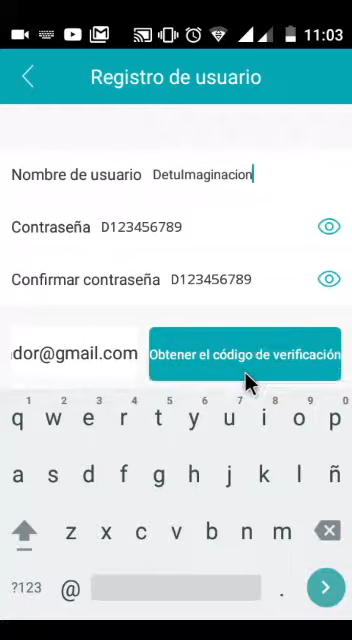 11:03
Registro de usuario
Nombre de usuario DetuImaginacion
Contraseña D123456789
Confirmar contraseña D123456789
dor@gmail.com Obtener el código de verificación
1 2 3 4 5 6 7 8 9 0
q w e r t y u i o p
a s d f g h j k l ñ
z x c v b n m
?123 @ .